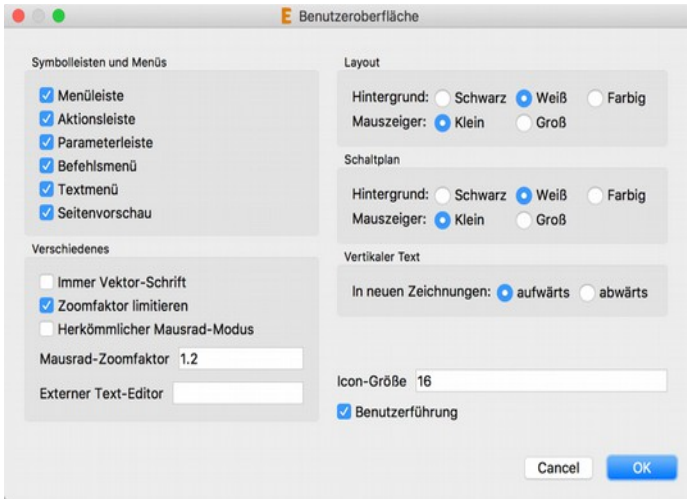 E Benutzeroberfläche
Symbolleisten und Menüs
Menüleiste
Aktionsleiste
Parameterleiste
Befehlsmenü
Textmenü
Seitenvorschau
Verschiedenes
Immer Vektor-Schrift
Zoomfaktor limitieren
Herkömmlicher Mausrad-Modus
Mausrad-Zoomfaktor 1.2
Externer Text-Editor
Layout
Hintergrund: Schwarz Weiß Farbig
Mauszeiger: Klein Groß
Schaltplan
Hintergrund: Schwarz Weiß Farbig
Mauszeiger: Klein Groß
Vertikaler Text
In neuen Zeichnungen: aufwärts abwärts
Icon-Größe 16
Benutzerführung
Cancel OK